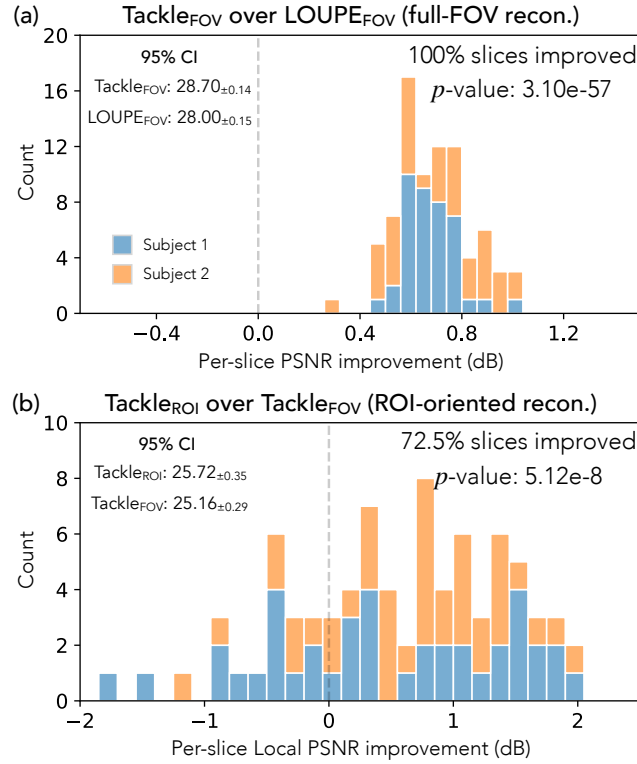 (a) Tackle_FOV over LOUPE_FOV (full-FOV recon.)
20
16
12
8
4
0
Count
95% CI
Tackle_FOV: 28.70±0.14
LOUPE_FOV: 28.00±0.15
100% slices improved
p-value: 3.10e-57
Subject 1
Subject 2
−0.4 0.0 0.4 0.8 1.2
Per-slice PSNR improvement (dB)
(b) Tackle_ROI over Tackle_FOV (ROI-oriented recon.)
10
8
6
4
2
0
Count
95% CI
Tackle_ROI: 25.72±0.35
Tackle_FOV: 25.16±0.29
72.5% slices improved
p-value: 5.12e-8
−2 −1 0 1 2
Per-slice Local PSNR improvement (dB)